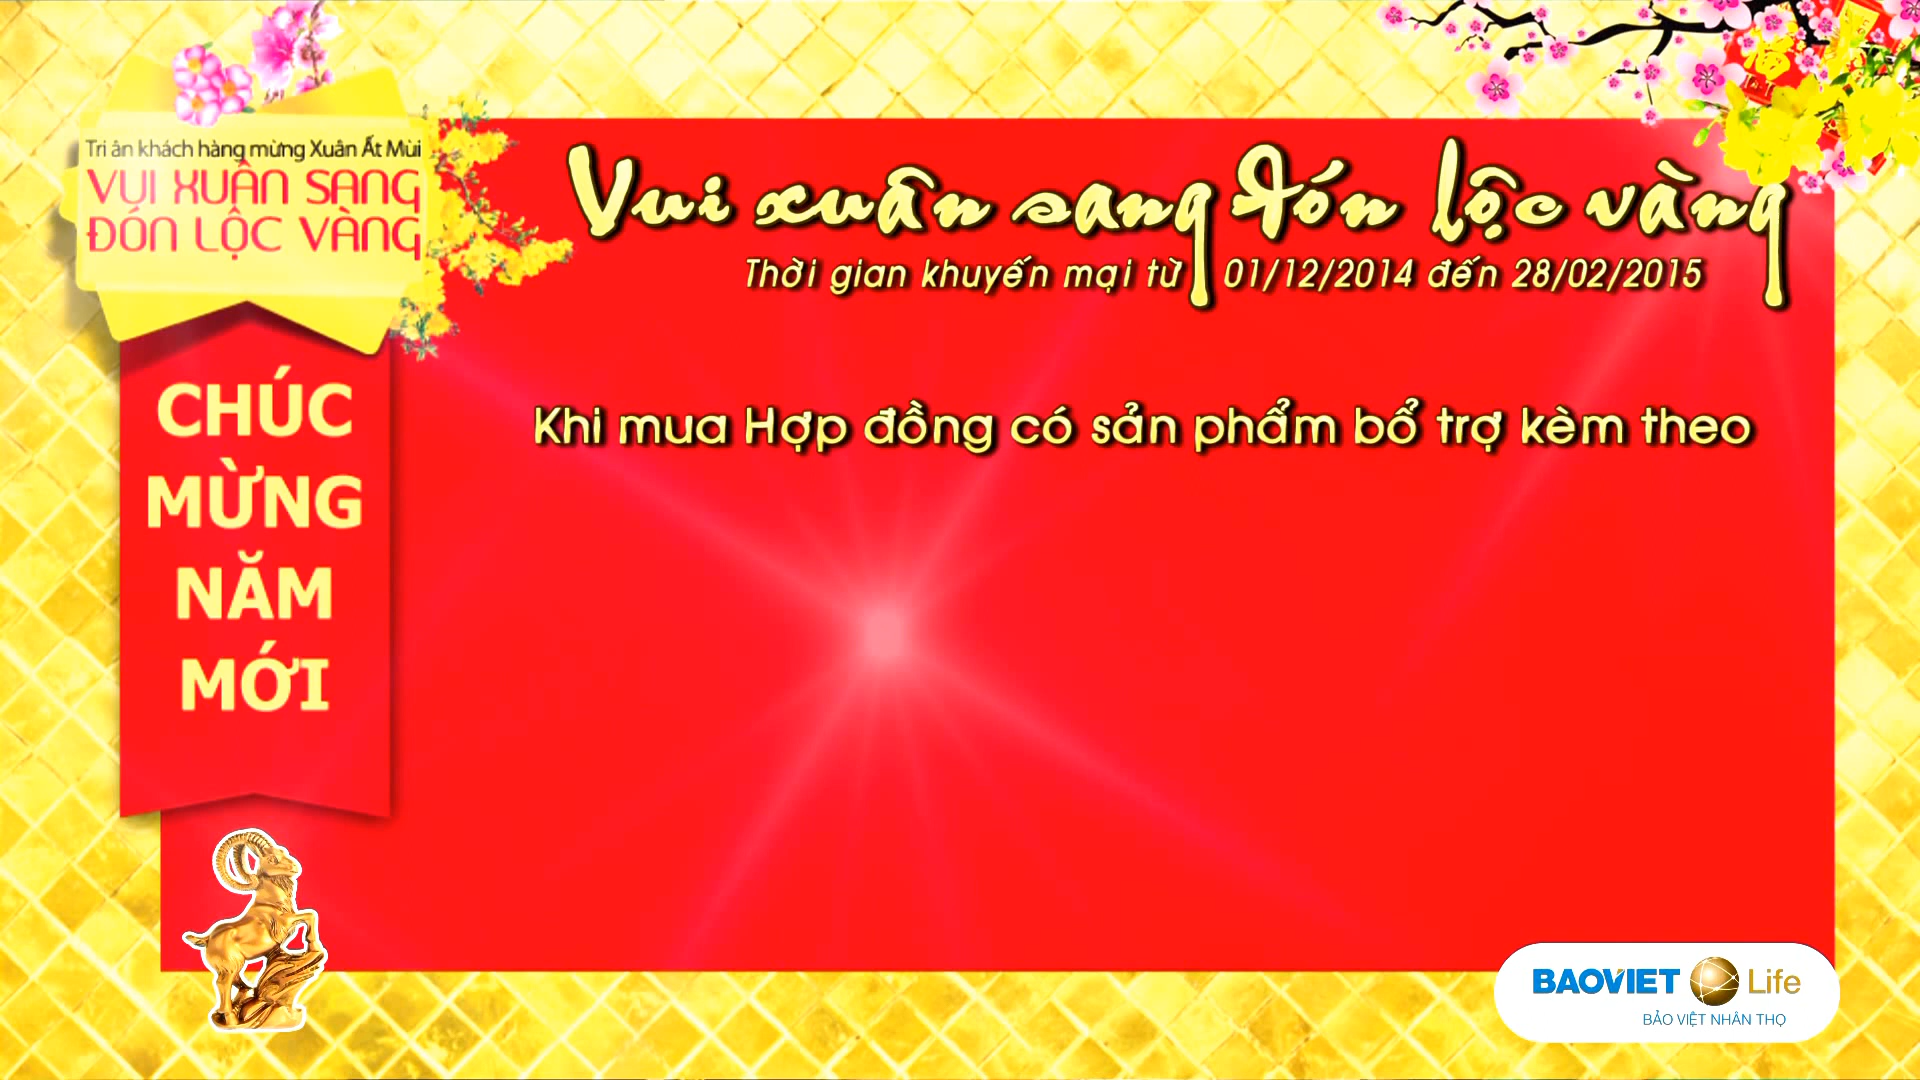 Tri ân khách hàng mừng Xuân Ất Mùi
VUI XUÂN SANG
ĐÓN LỘC VÀNG
CHÚC
MỪNG
NĂM
MỚI
Vui xuân sang đón lộc vàng
Thời gian khuyến mại từ 01/12/2014 đến 28/02/2015
Khi mua Hợp đồng có sản phẩm bổ trợ kèm theo
BAOVIET Life
BẢO VIỆT NHÂN THỌ